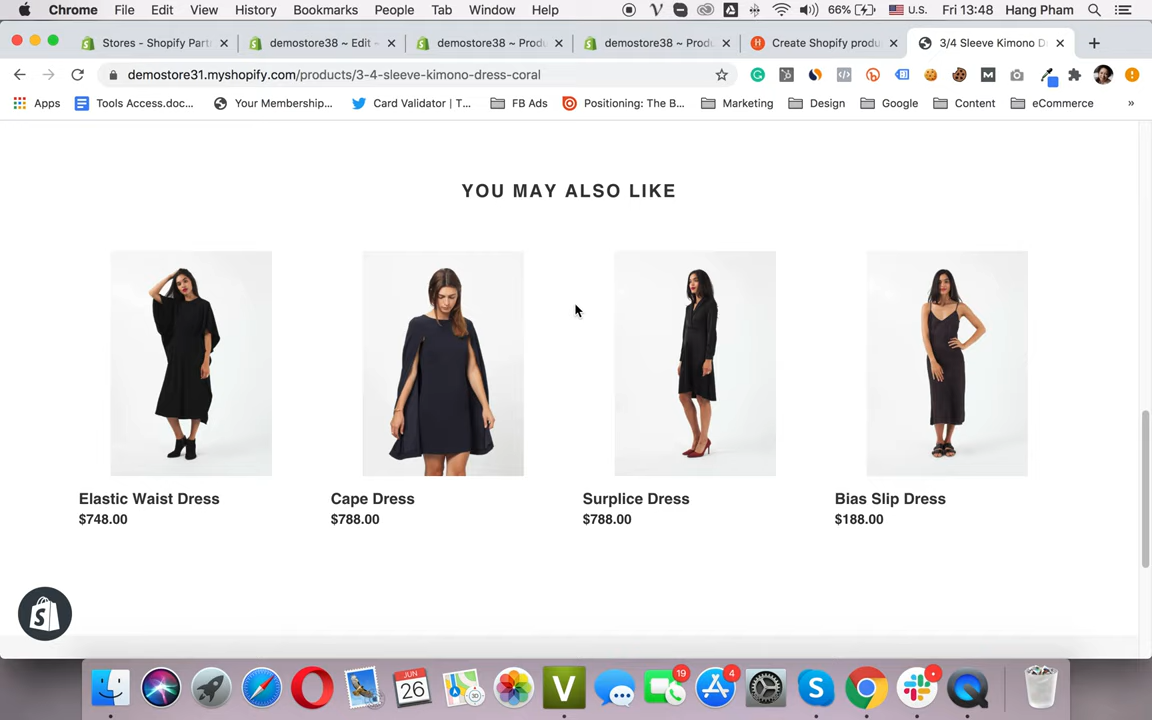 Chrome File Edit View History Bookmarks People Tab Window Help 66% U.S. Fri 13:48 Hang Pham
Stores - Shopify Part demostore38 ~ Edit - demostore38 ~ Produ demostore38 ~ Produ Create Shopify produ 3/4 Sleeve Kimono D
demostore31.myshopify.com/products/3-4-sleeve-kimono-dress-coral
Apps Tools Access.doc... Your Membership... Card Validator | T... FB Ads Positioning: The B... Marketing Design Google Content eCommerce »
YOU MAY ALSO LIKE
Elastic Waist Dress Cape Dress Surplice Dress Bias Slip Dress
$748.00 $788.00 $788.00 $188.00
JUN
26
19
4